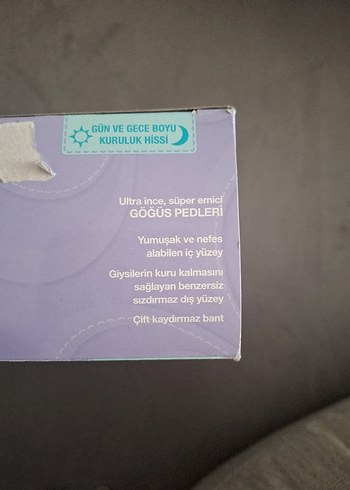 GÜN VE GECE BOYU
KURULUK HİSSİ
Ultra ince, süper emici
GÖĞÜS PEDLERİ
Yumuşak ve nefes
alabilen iç yüzey
Giysilerin kuru kalmasını
sağlayan benzersiz
sızdırmaz dış yüzey
Çift kaydırmaz bant